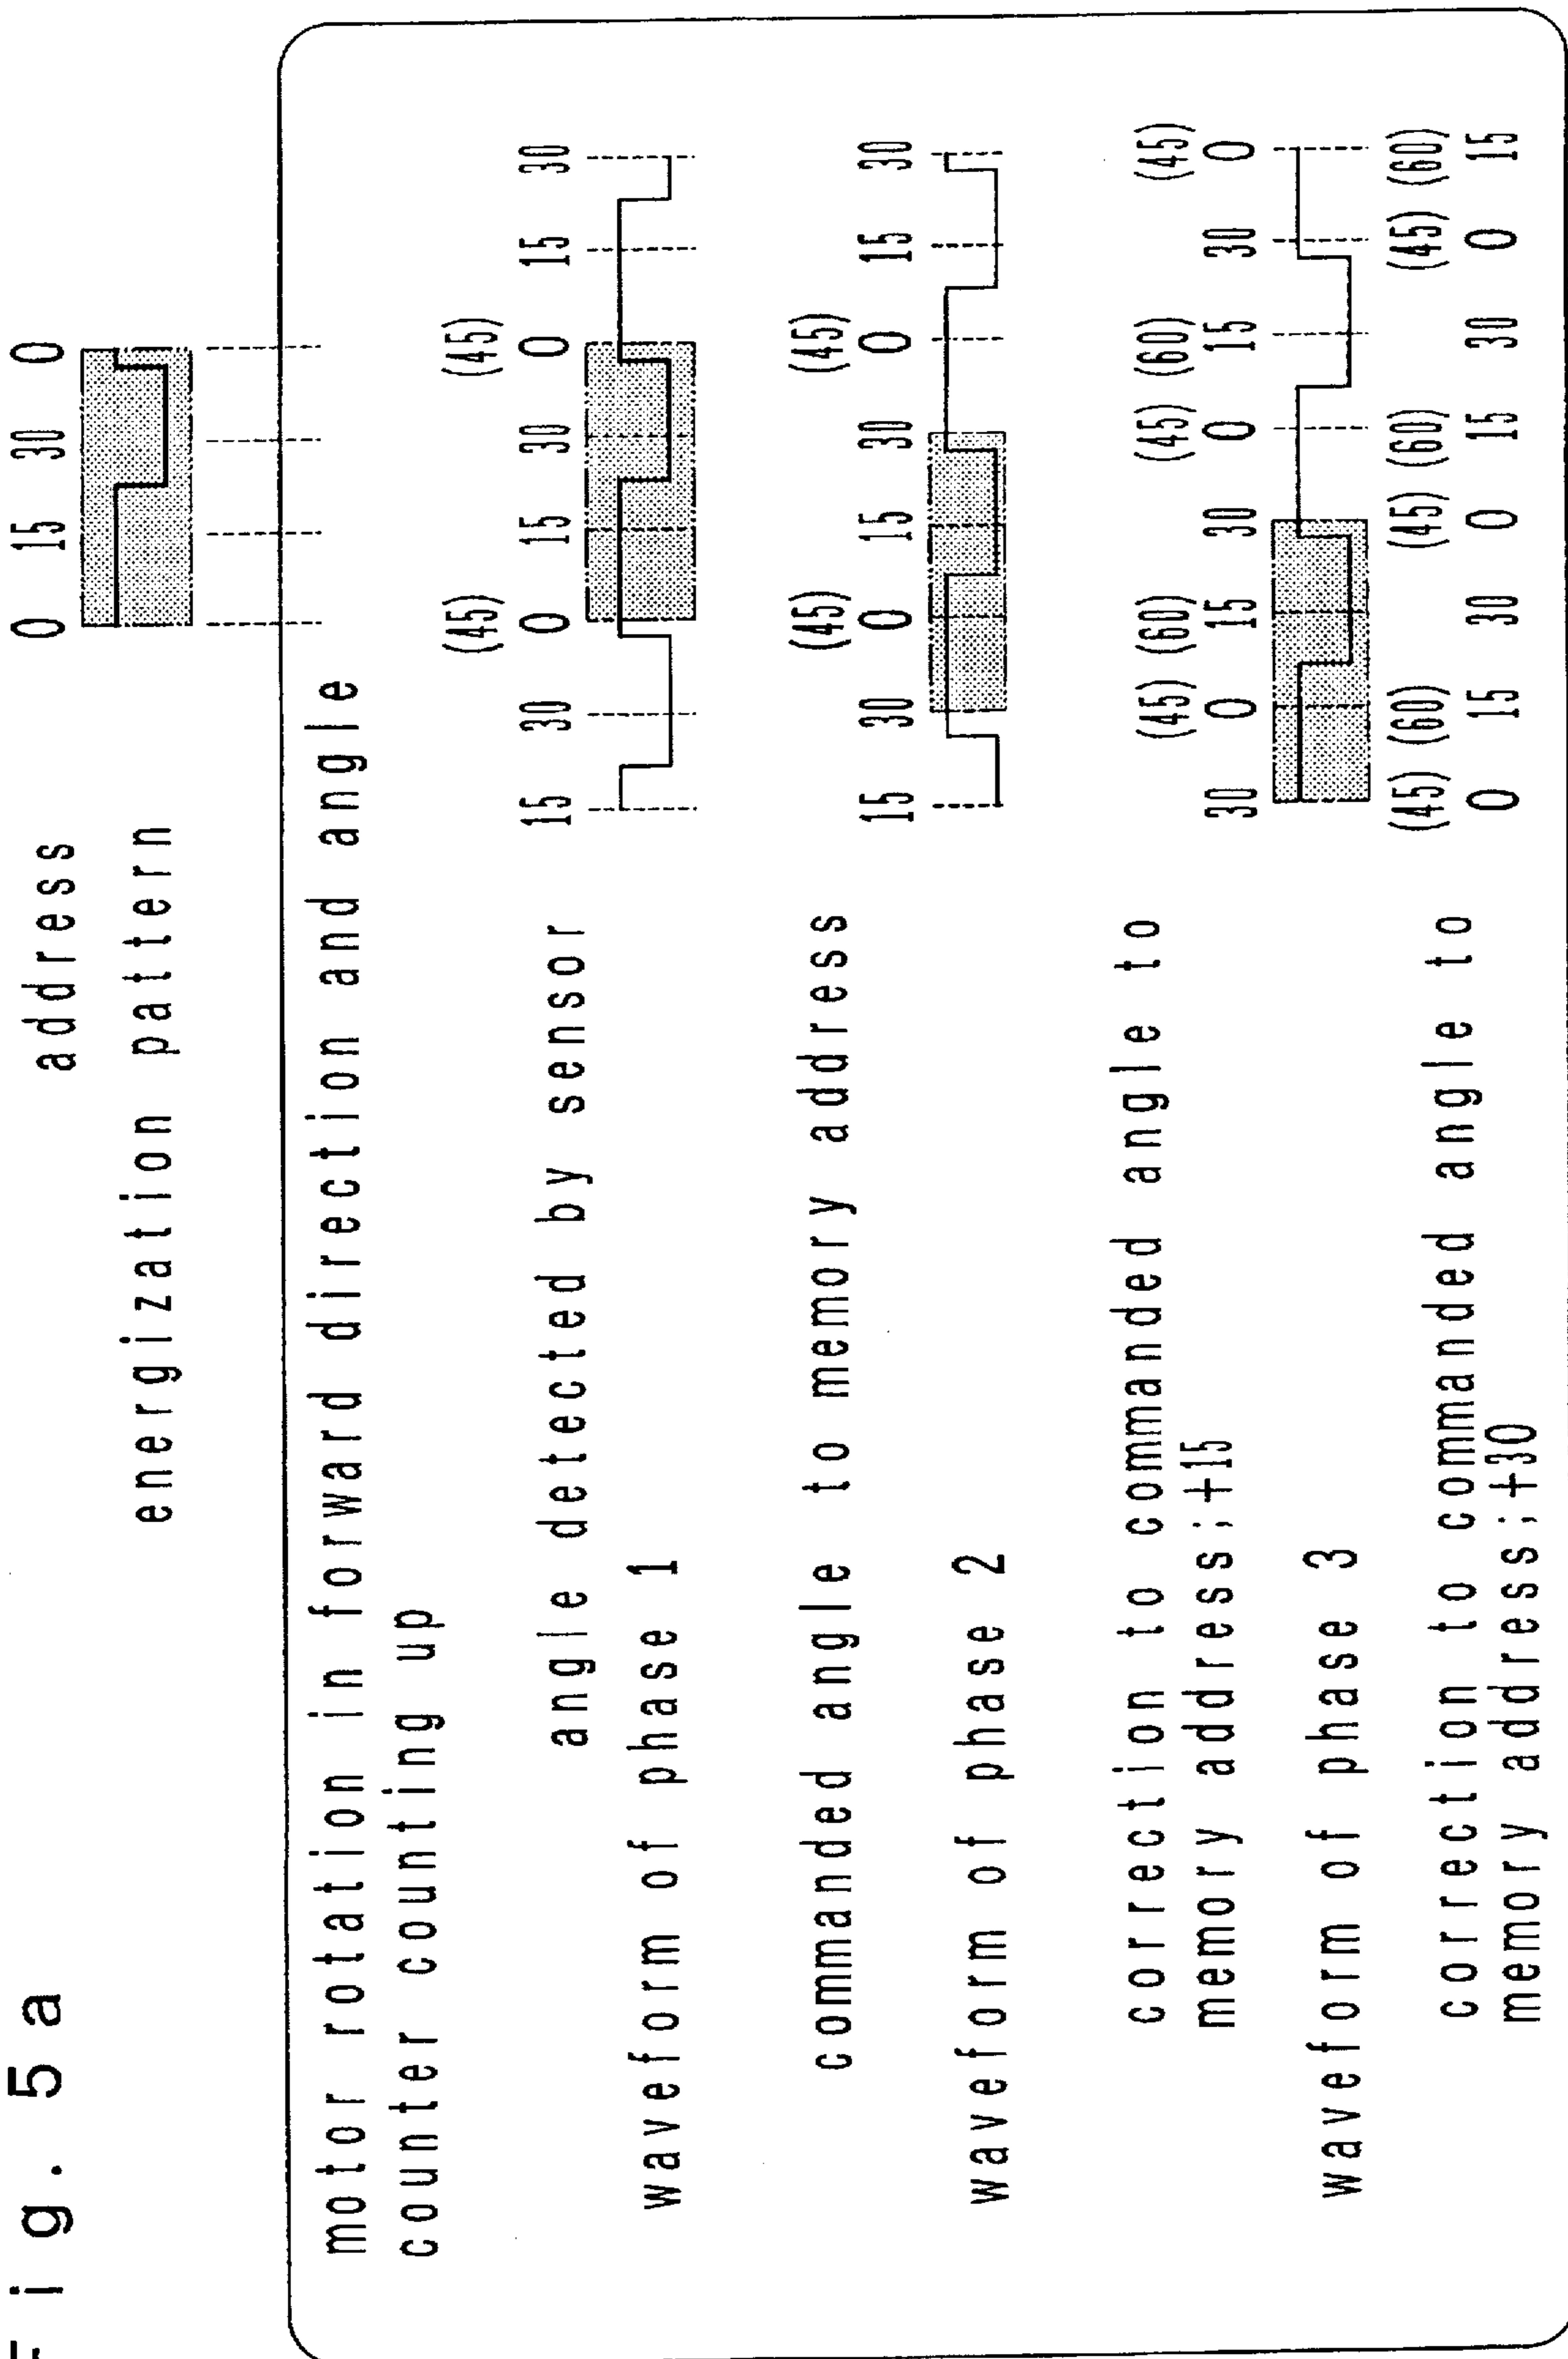 Fig. 5a
address 0 15 30 0
energization pattern
motor rotation in forward direction and angle
counter counting up
(45) (45)
angle detected by sensor 15 30 0 15 30 0 15 30
waveform of phase 1
(45) (45)
commanded angle to memory address 15 30 0 15 30 0 15 30
waveform of phase 2
correction to commanded angle to (45) (60) (45) (60) (45)
memory address;+15 30 0 15 30 0 15 30 0
waveform of phase 3
correction to commanded angle to (45) (60) (45) (60) (45) (60)
memory address;+30 0 15 30 0 15 30 0 15